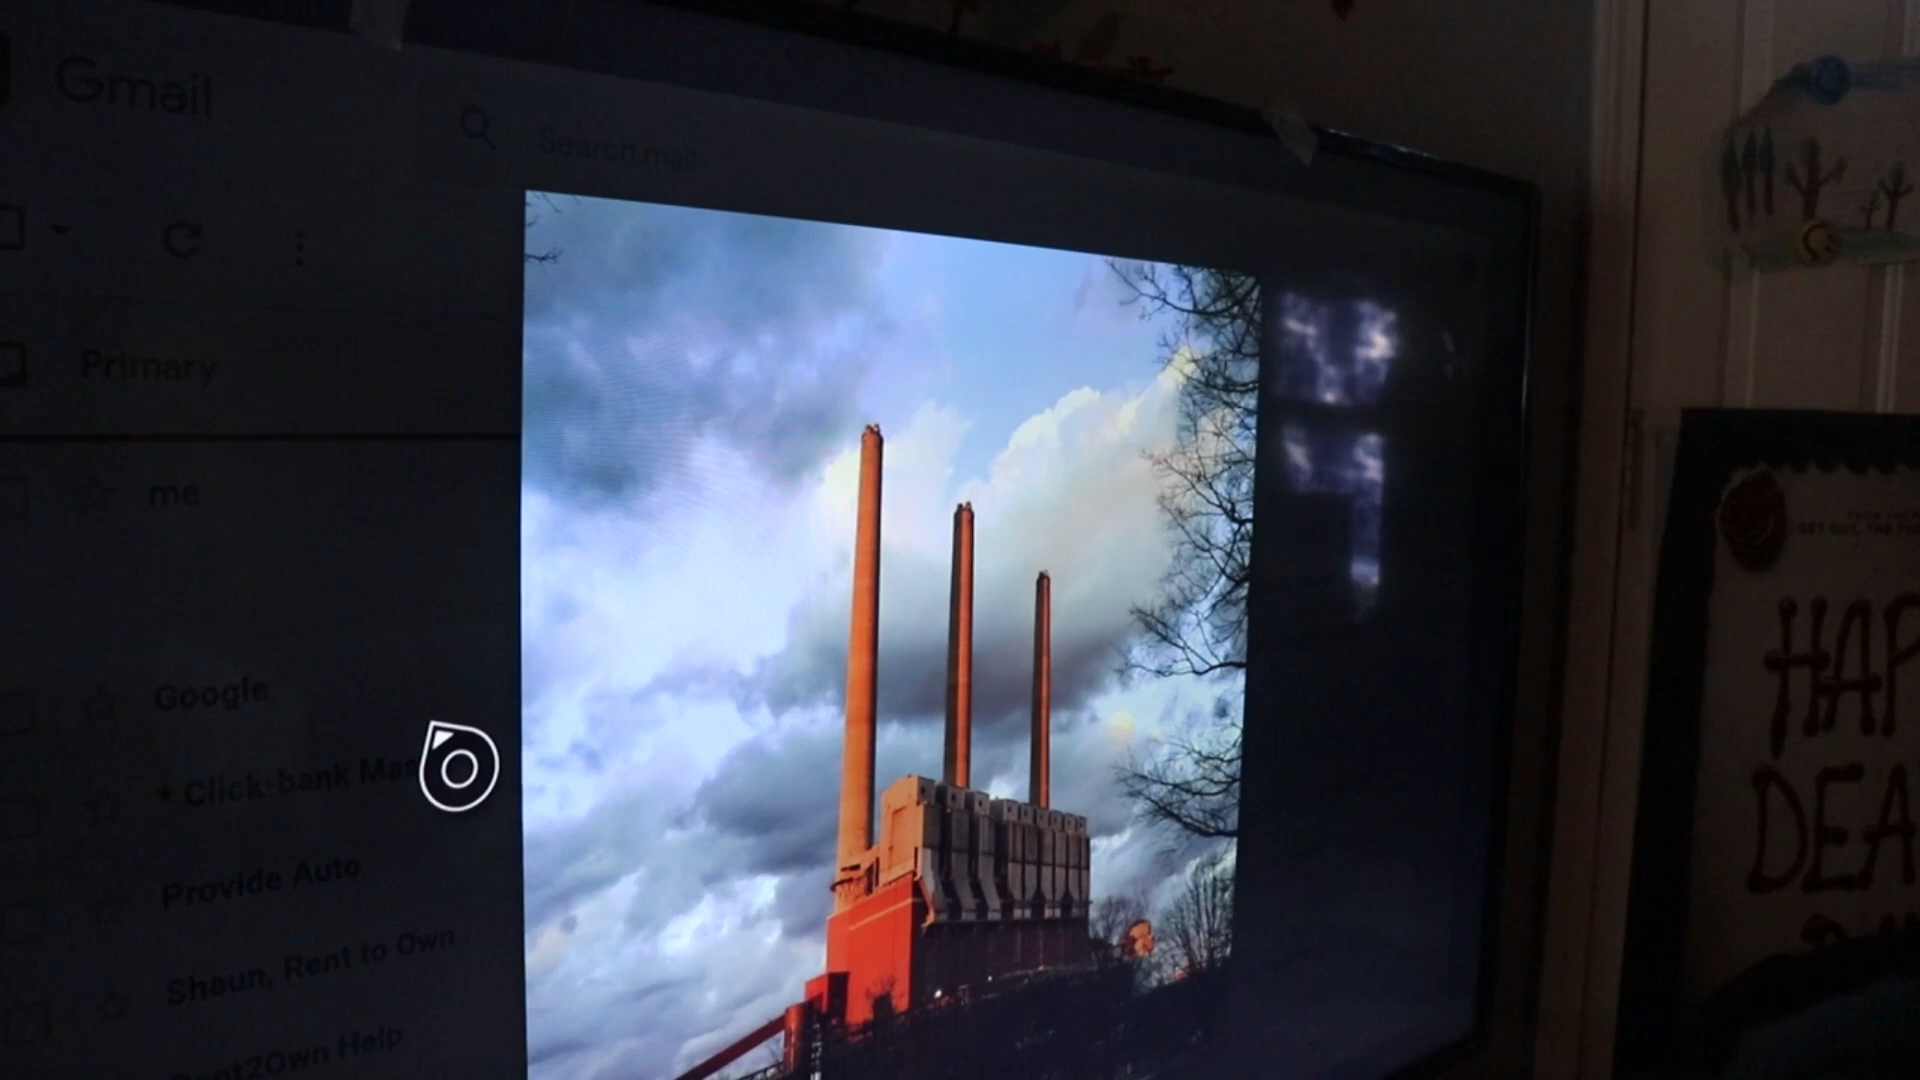 Gmail
Search mail
Primary
me
Google
* Click-bank Mas
Provide Auto
Shaun, Rent to Own
Rent2Own Help
GET OUT, THE
HAP
DEA